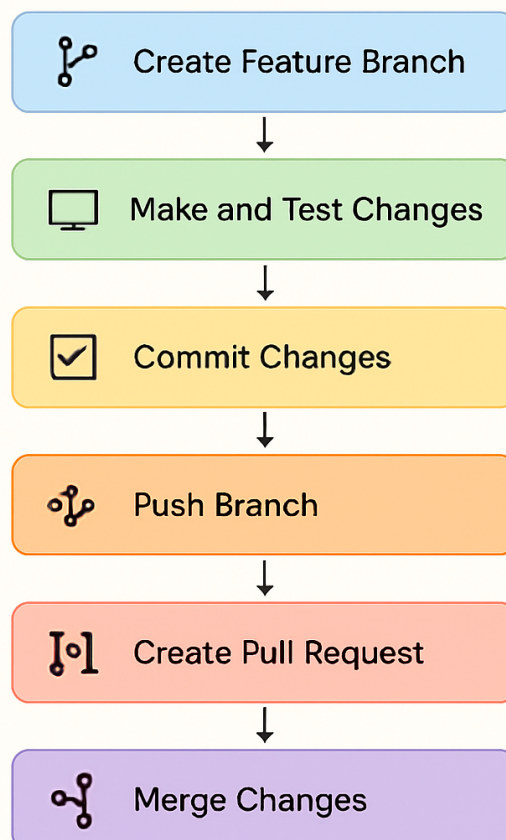 Create Feature Branch
Make and Test Changes
Commit Changes
Push Branch
Create Pull Request
Merge Changes